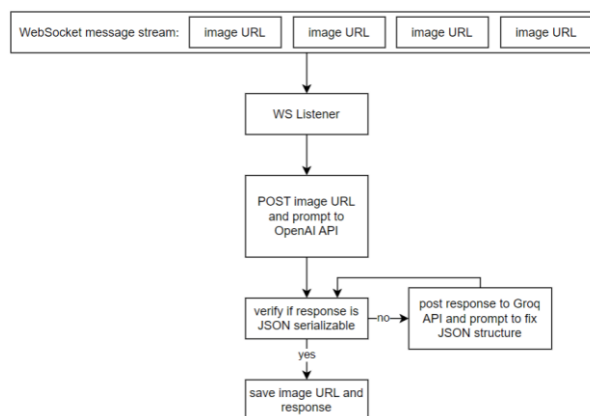 WebSocket message stream: image URL image URL image URL image URL
WS Listener
POST image URL
and prompt to
OpenAI API
verify if response is
JSON serializable
no
post response to Groq
API and prompt to fix
JSON structure
yes
save image URL and
response